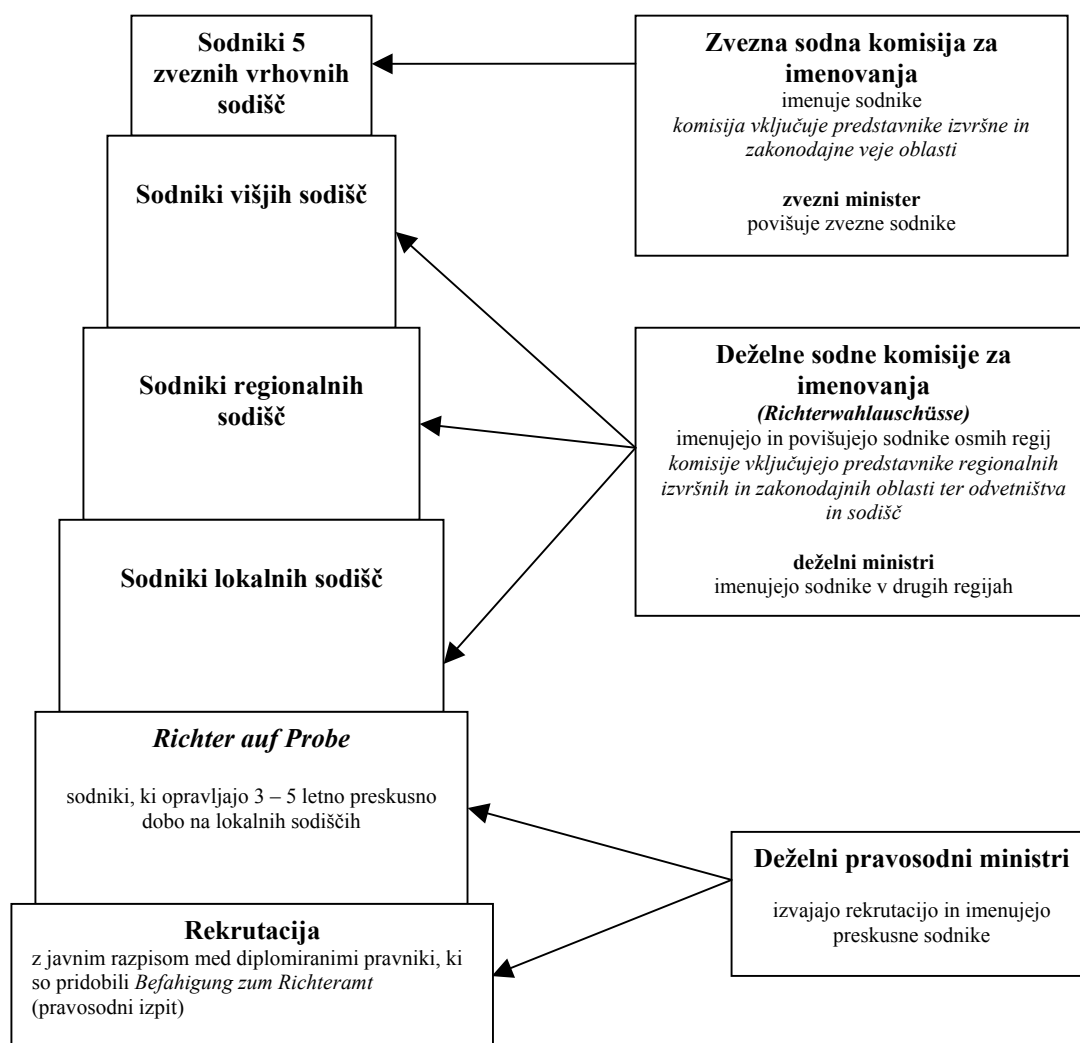 Sodniki 5
zveznih vrhovnih
sodišč
Zvezna sodna komisija za
imenovanja
imenuje sodnike
komisija vključuje predstavnike izvršne in
zakonodajne veje oblasti
zvezni minister
povišuje zvezne sodnike
Sodniki višjih sodišč
Sodniki regionalnih
sodišč
Deželne sodne komisije za
imenovanja
(Richterwahlauschüsse)
imenujejo in povišujejo sodnike osmih regij
komisije vključujejo predstavnike regionalnih
izvršnih in zakonodajnih oblasti ter odvetništva
in sodišč
deželni ministri
imenujejo sodnike v drugih regijah
Sodniki lokalnih sodišč
Richter auf Probe
sodniki, ki opravljajo 3 – 5 letno preskusno
dobo na lokalnih sodiščih
Deželni pravosodni ministri
izvajajo rekrutacijo in imenujejo
preskusne sodnike
Rekrutacija
z javnim razpisom med diplomiranimi pravniki, ki
so pridobili Befahigung zum Richteramt
(pravosodni izpit)